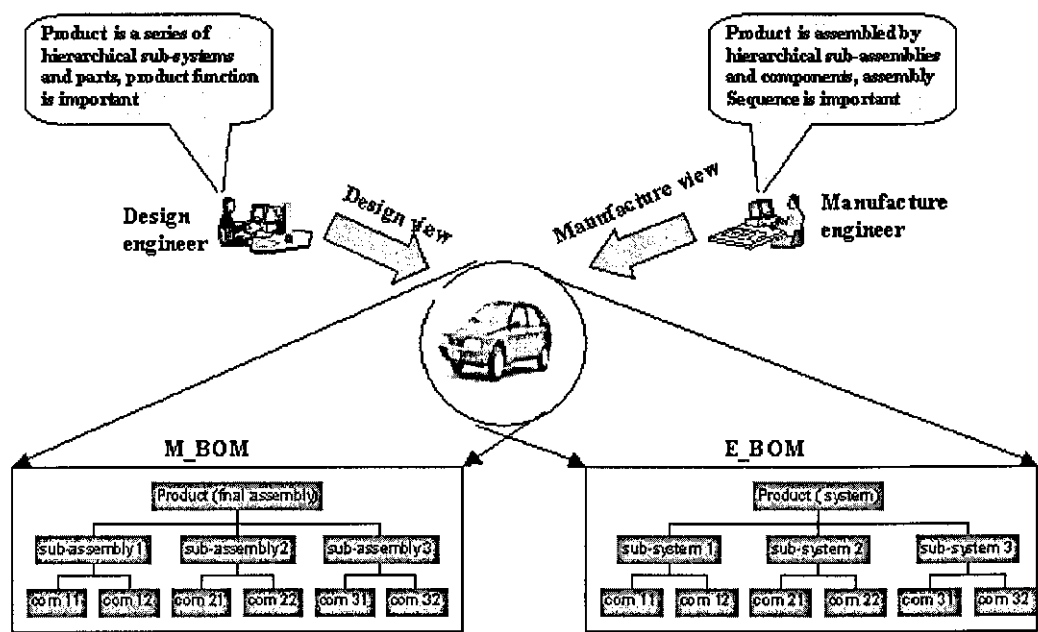 Product is a series of
hierarchical sub-systems
and parts, product function
is important
Product is assembled by
hierarchical sub-assemblies
and components, assembly
Sequence is important
Design
engineer
Design view
Manufacture view
Manufacture
engineer
M_BOM
E_BOM
Product (fnal assembly)
sub-assembly1
sub-assembly2
sub-assembly3
com 11
com 12
com 21
com 22
com 31
com 32
Product ( system)
sub-system 1
sub-system 2
sub-system 3
com 11
com 12
com 21
com 22
com 31
com 32